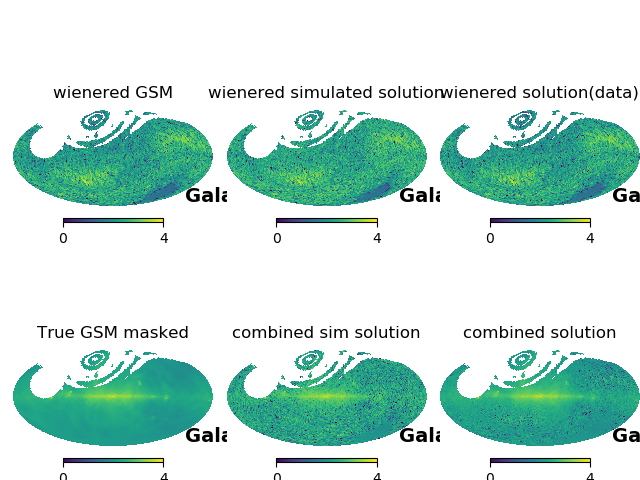 wienered GSM
wienered simulated solution
wienered solution(data)
Gala
Gala
Ga
0 4
0 4
0 4
True GSM masked
combined sim solution
combined solution
Gala
Gala
Ga
0 4
0 4
0 4